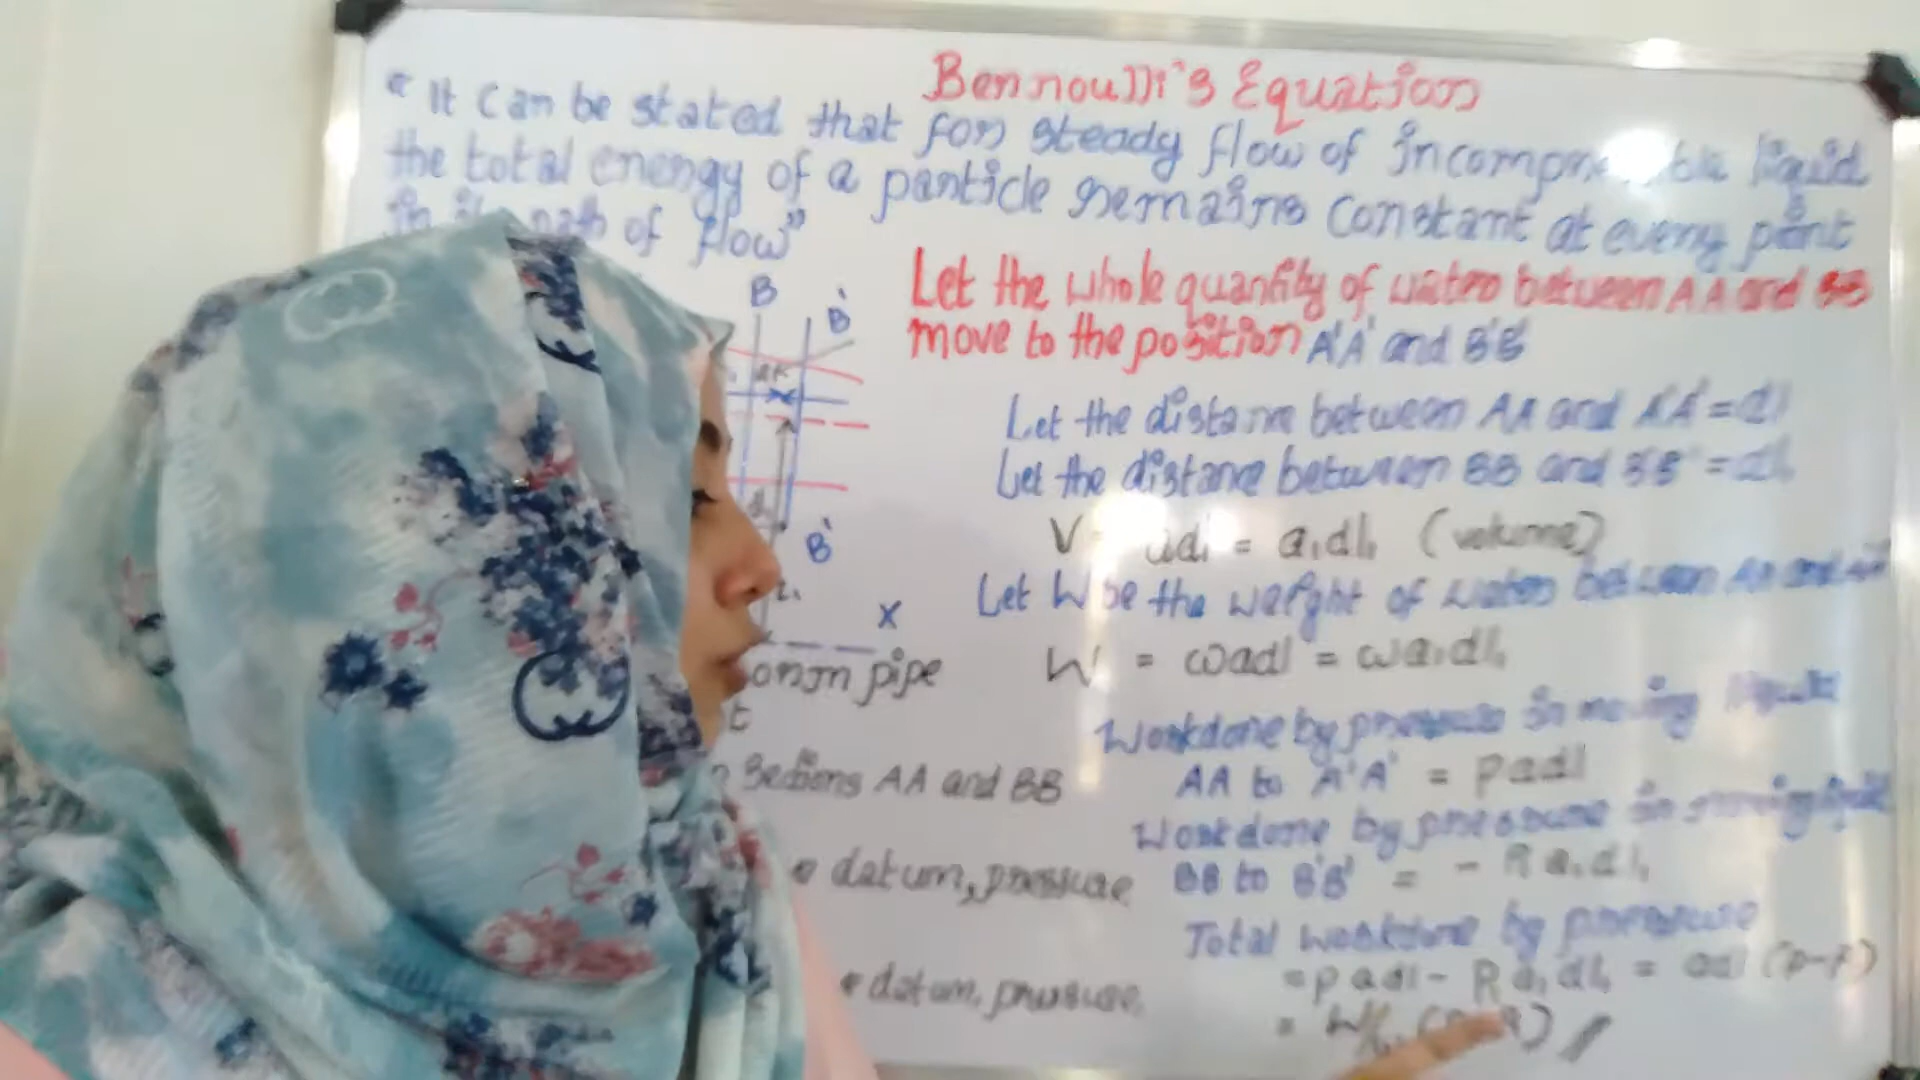 Bernoulli's Equation
"It can be stated that for steady flow of liquid
the total energy of a particle remains constant at every point
path of flow"
Let the whole quantity of water between AA and BB
move to the position A'A' and B'B'
B
B'
Let the distance between AA and A'A' = dl
Let the distance between BB and B'B' = dl₁
V adl = a₁dl₁ (volume)
B'
Let W be the weight of water between AA and
X
W = ωadl = ωa₁dl₁
pipe
Workdone by pressure in moving liquid
AA to A'A' = padl
Sections AA and BB
Workdone by pressure in moving liquid
BB to B'B' = - P₁a₁dl₁
datum, pressure
Total workdone by pressure
= padl - P₁a₁dl₁ = adl (p-P₁)
datum, pressure,